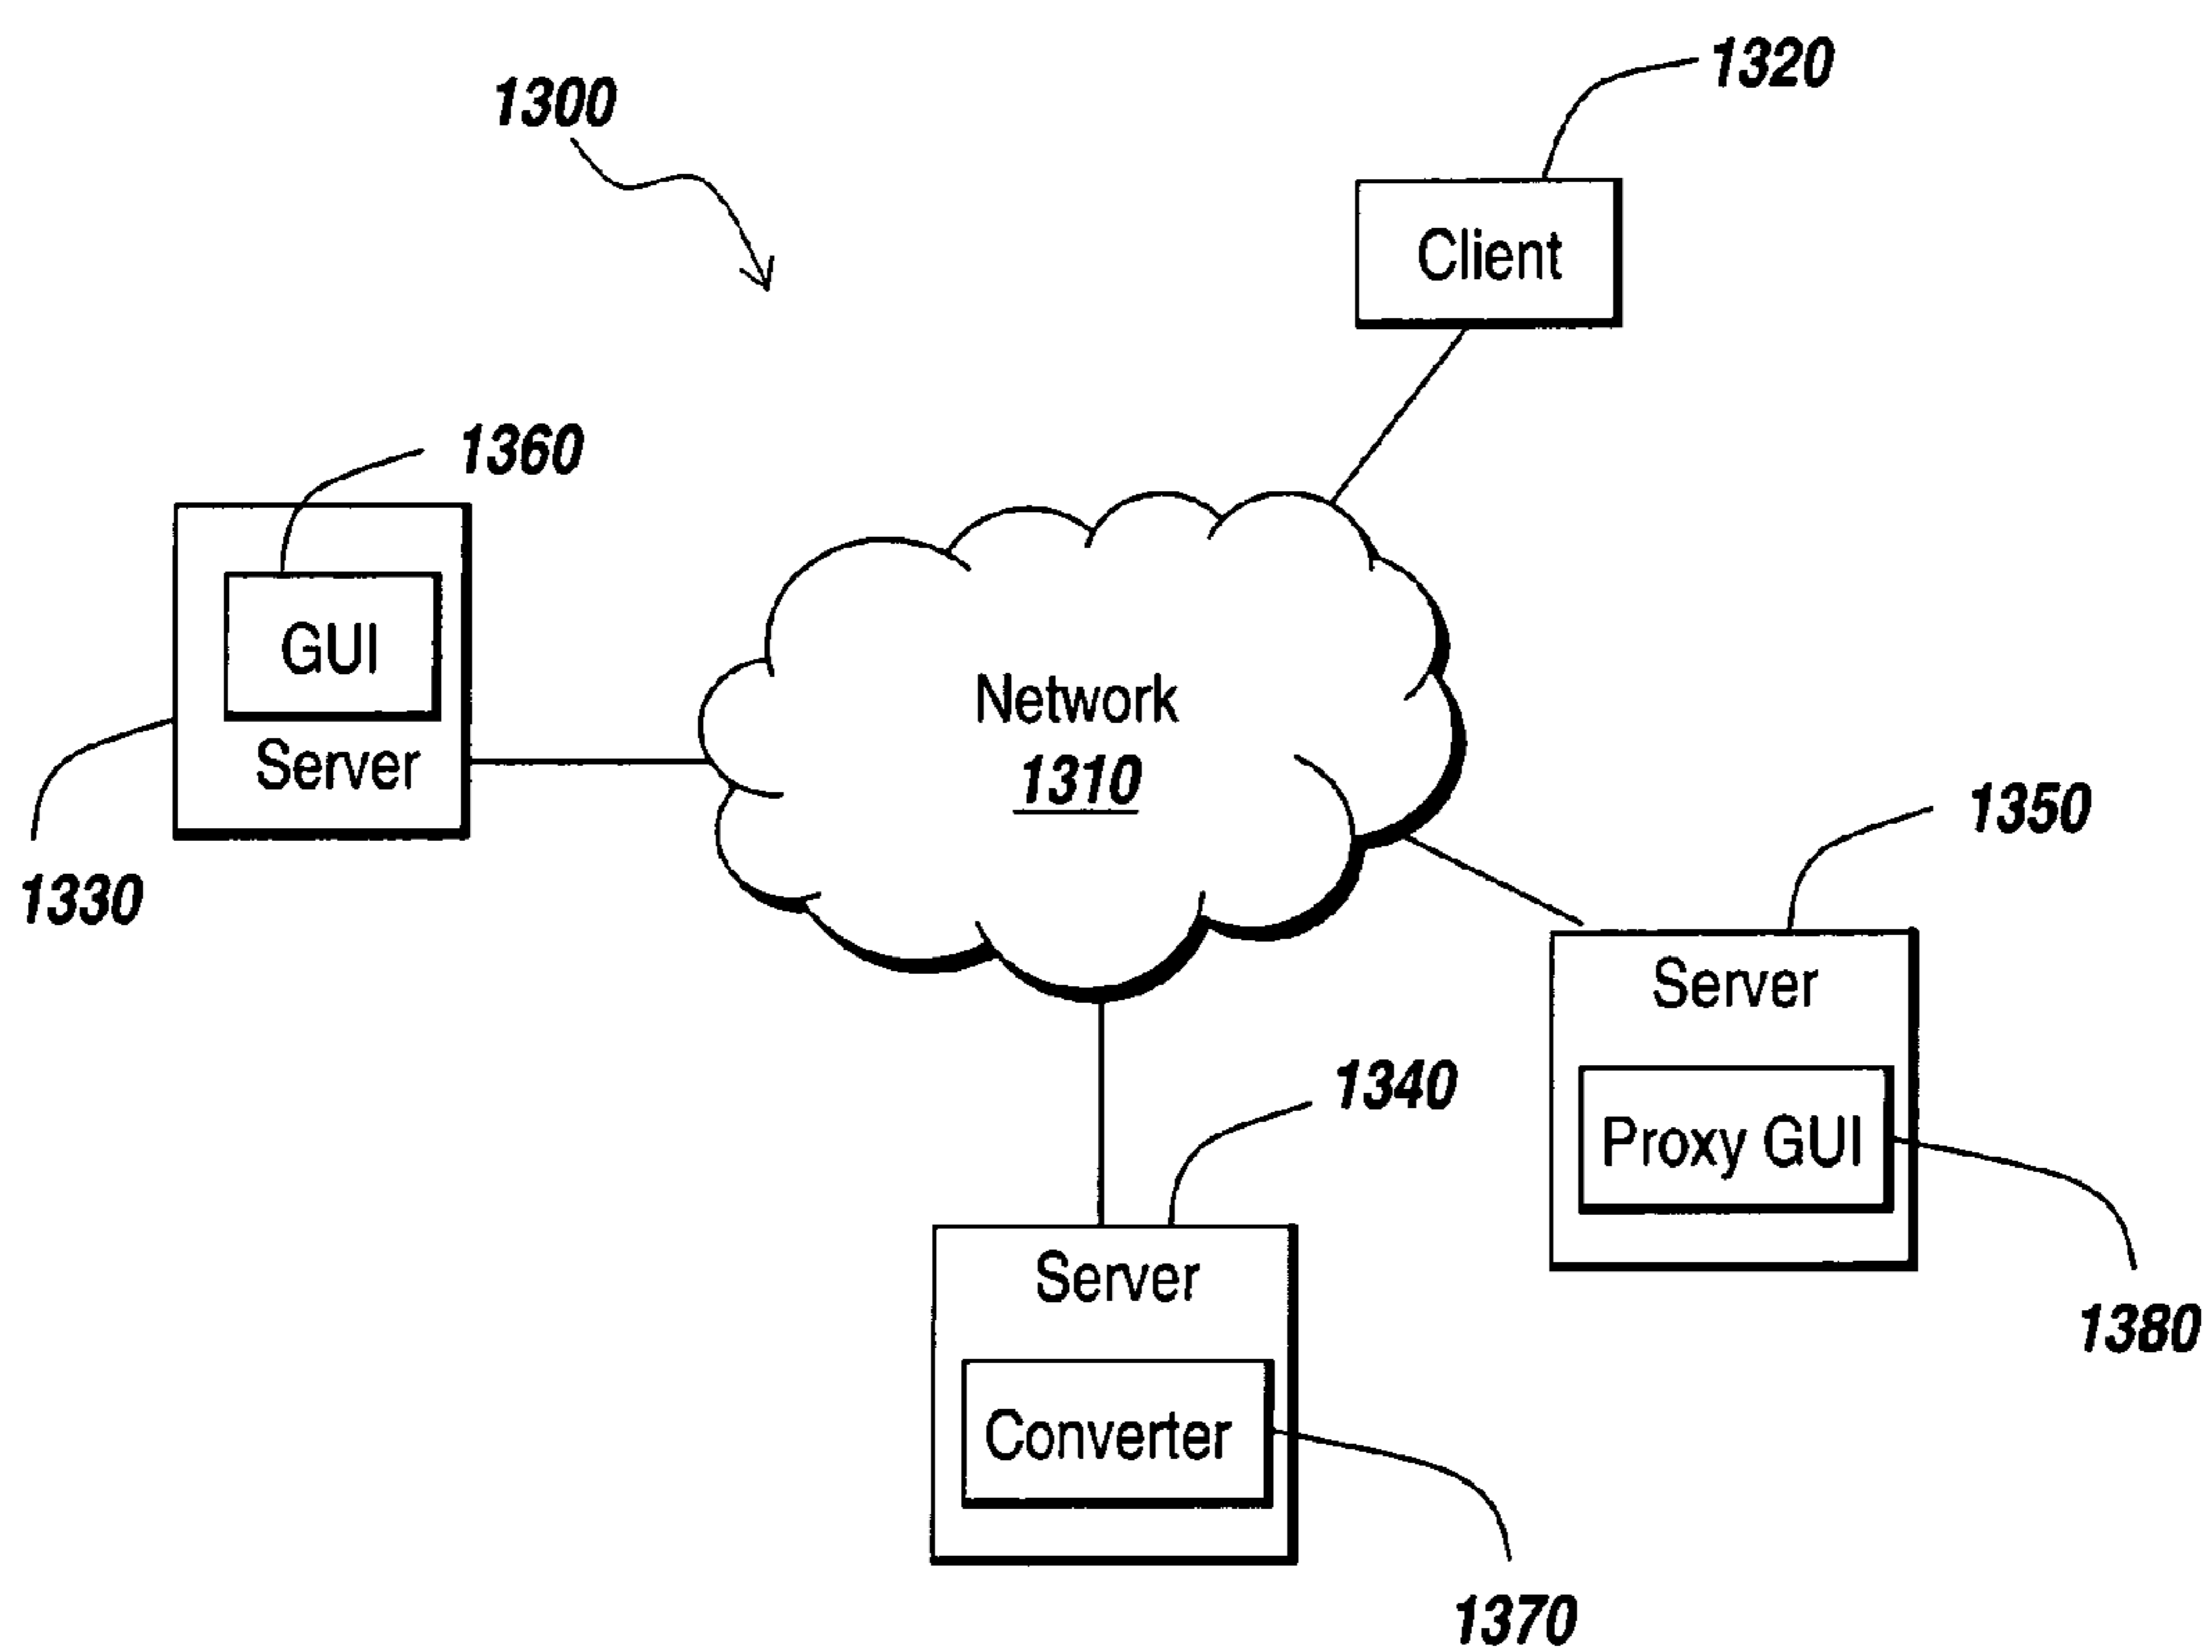 1320
1300
Client
1360
GUI
Server
Network
1310
1330
1350
Server
Proxy GUI
1340
Server
1380
Converter
1370